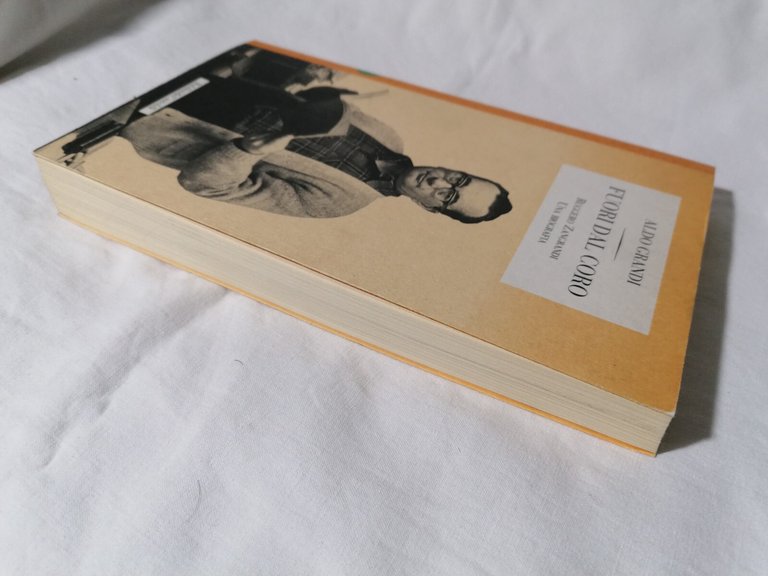 ALDO GRANDI
FUORI DAL CORO
RUGGERO ZANGRANDI
UNA BIOGRAFIA